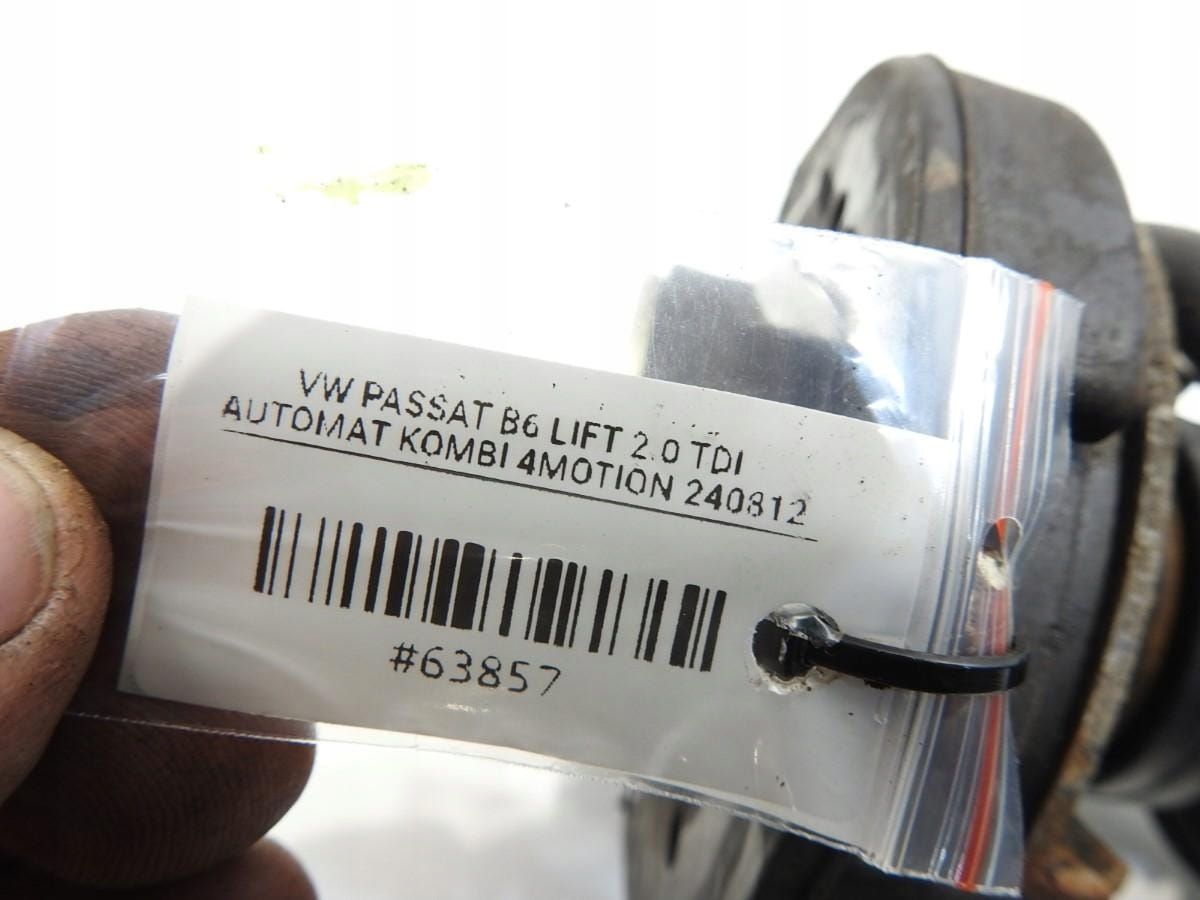 VW PASSAT B6 LIFT 2.0 TDI
AUTOMAT KOMBI 4MOTION 240812
#63857